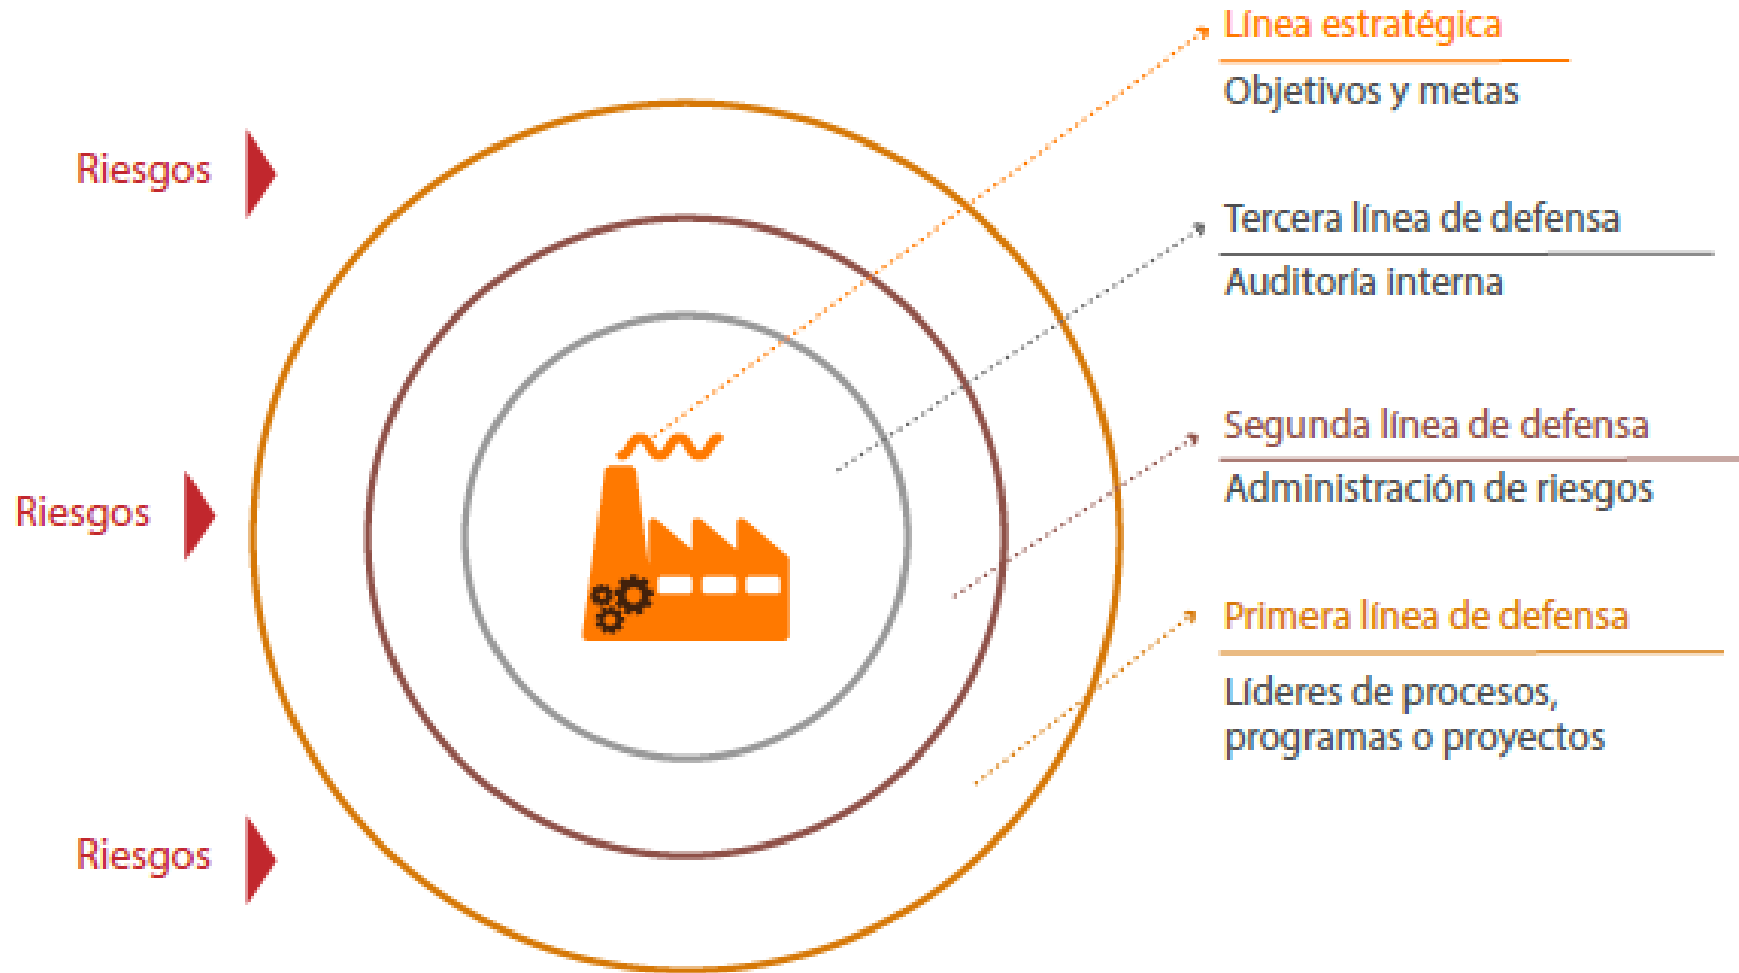 Línea estratégica
Objetivos y metas
Riesgos
Tercera línea de defensa
Auditoría interna
Segunda línea de defensa
Administración de riesgos
Riesgos
Primera línea de defensa
Líderes de procesos,
programas o proyectos
Riesgos